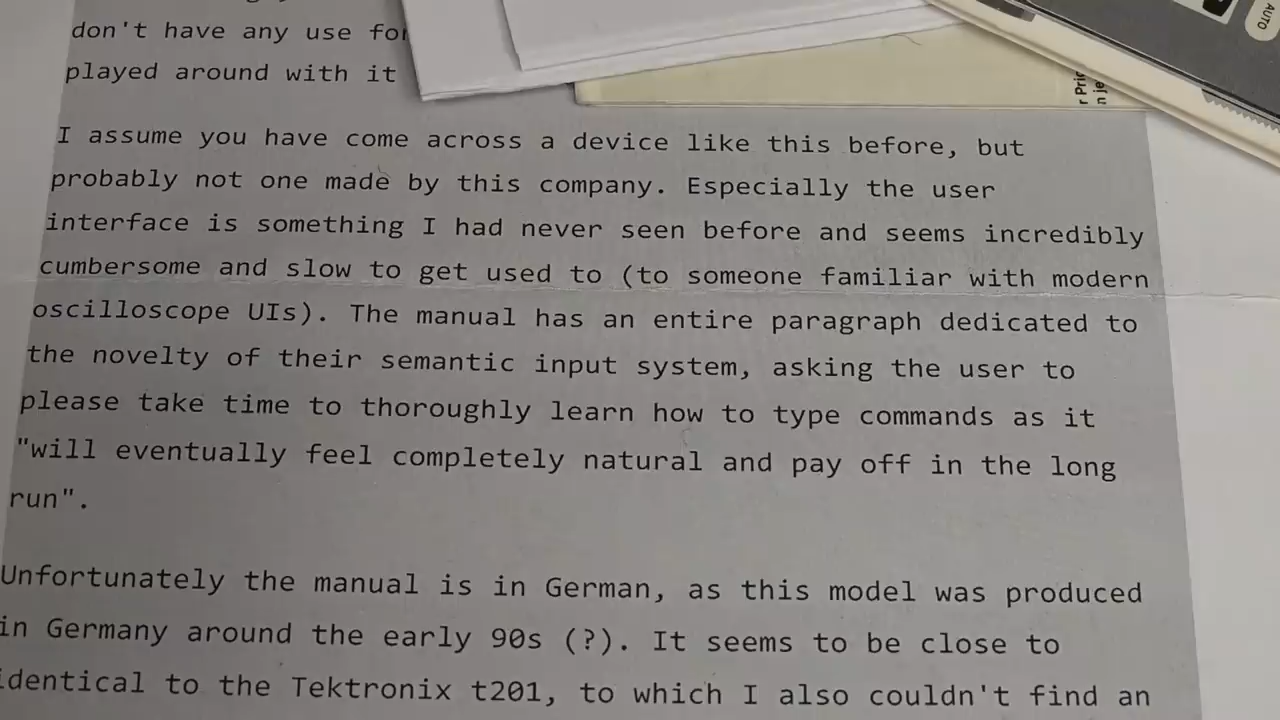 don't have any use for
played around with it
I assume you have come across a device like this before, but
probably not one made by this company. Especially the user
interface is something I had never seen before and seems incredibly
cumbersome and slow to get used to (to someone familiar with modern
oscilloscope UIs). The manual has an entire paragraph dedicated to
the novelty of their semantic input system, asking the user to
please take time to thoroughly learn how to type commands as it
"will eventually feel completely natural and pay off in the long
run".
Unfortunately the manual is in German, as this model was produced
in Germany around the early 90s (?). It seems to be close to
identical to the Tektronix t201, to which I also couldn't find an
AUTO